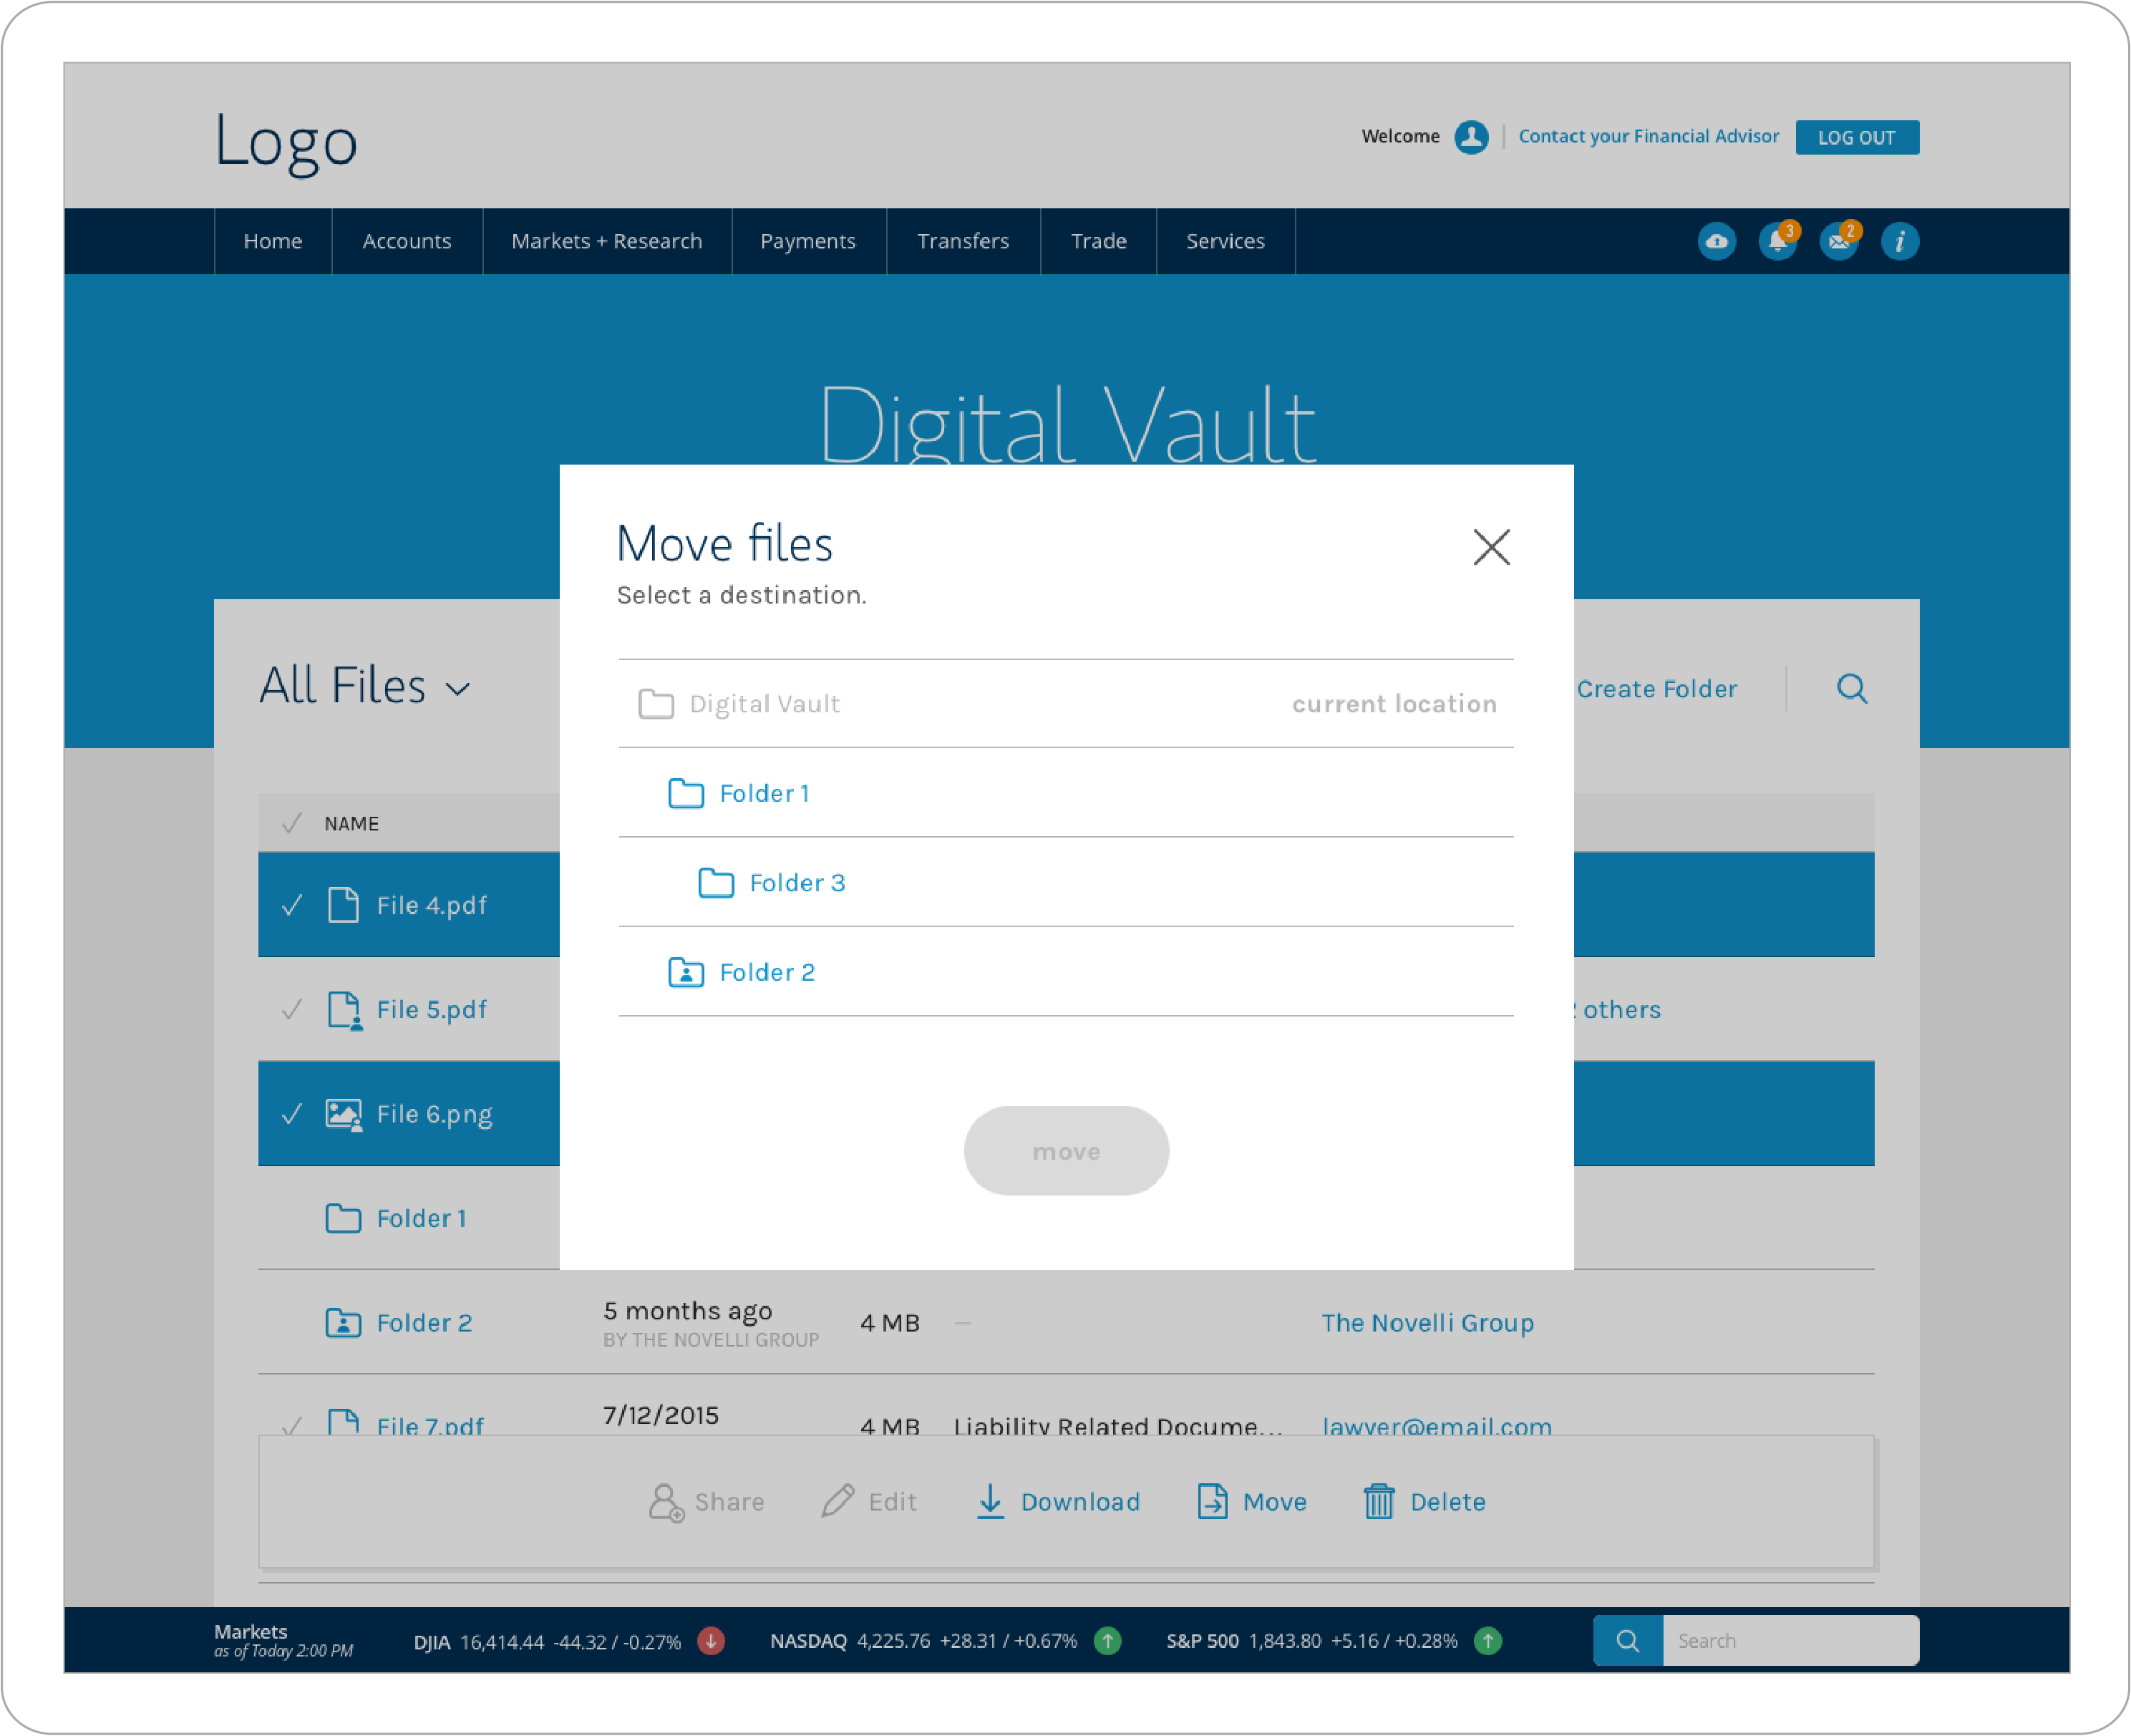 Logo
Welcome
Contact your Financial Advisor
LOG OUT
Home Accounts Markets + Research Payments Transfers Trade Services
3 2 i
Digital Vault
Move files
Select a destination.
All Files
Create Folder
Digital Vault current location
Folder 1
Folder 3
Folder 2
move
NAME
File 4.pdf
File 5.pdf others
File 6.png
Folder 1
Folder 2 5 months ago 4 MB — The Novelli Group
BY THE NOVELLI GROUP
File 7.pdf 7/12/2015 4 MB Liability Related Docume... lawyer@email.com
Share Edit Download Move Delete
Markets
as of Today 2:00 PM
DJIA 16,414.44 -44.32 / -0.27% NASDAQ 4,225.76 +28.31 / +0.67% S&P 500 1,843.80 +5.16 / +0.28%
Search